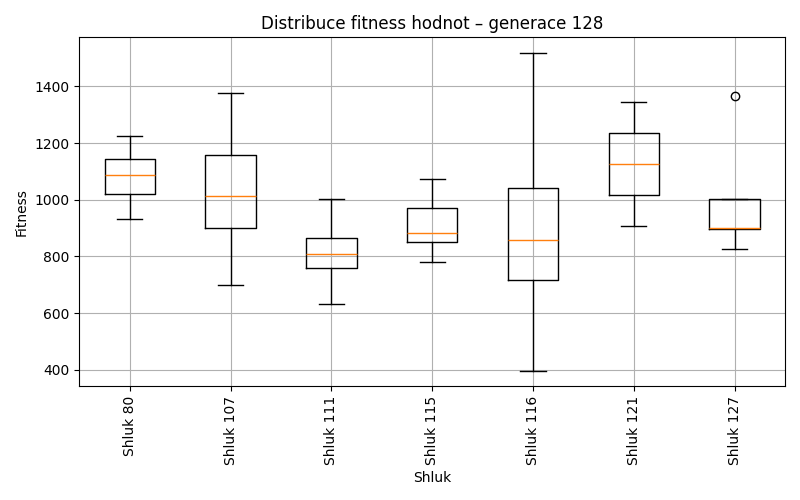 Distribuce fitness hodnot – generace 128
Fitness
1400
1200
1000
800
600
400
Shluk 80
Shluk 107
Shluk 111
Shluk 115
Shluk 116
Shluk 121
Shluk 127
Shluk